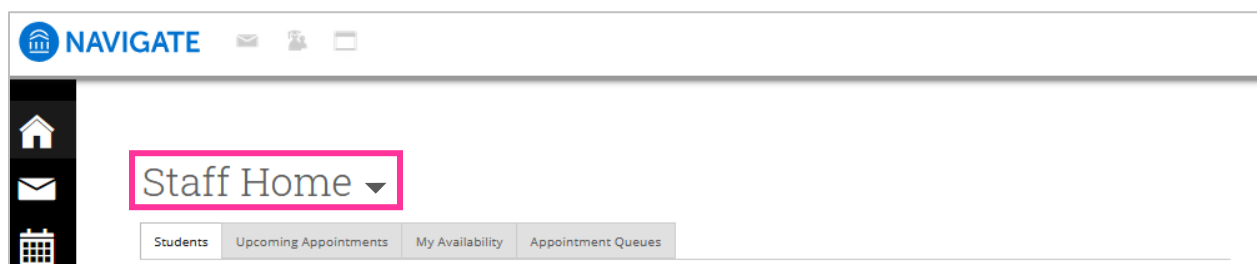 NAVIGATE
Staff Home
Students Upcoming Appointments My Availability Appointment Queues